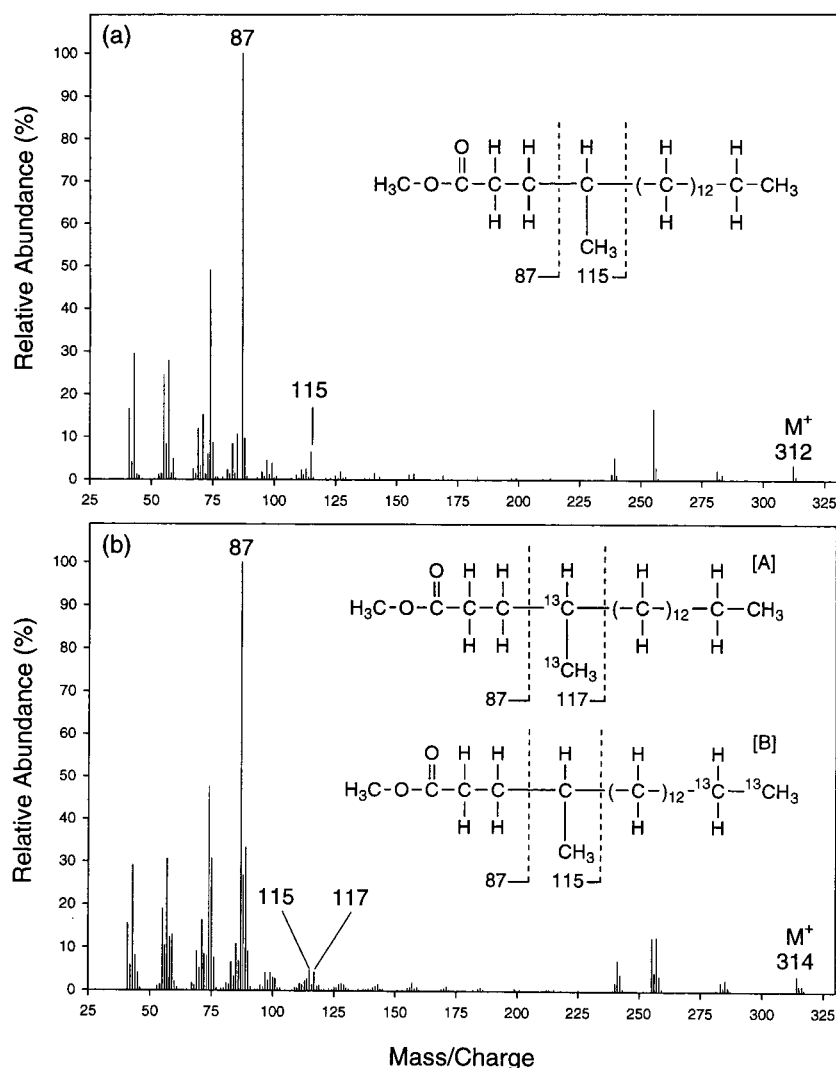 (a)
87
100
90
80
70
60
50
40
30
20
10
0
Relative Abundance (%)
O H H H H H
H3C-O-C-C-C-C-(-C-)12-C-CH3
H H CH3 H H
87 115
115
M+
312
25 50 75 100 125 150 175 200 225 250 275 300 325
(b)
87
100
90
80
70
60
50
40
30
20
10
0
Relative Abundance (%)
[A]
O H H H H H
H3C-O-C-C-C-13C-(-C-)12-C-CH3
H H 13CH3 H H
87 117
[B]
O H H H H H
H3C-O-C-C-C-C-(-C-)12-13C-13CH3
H H CH3 H H
87 115
115 117
M+
314
25 50 75 100 125 150 175 200 225 250 275 300 325
Mass/Charge